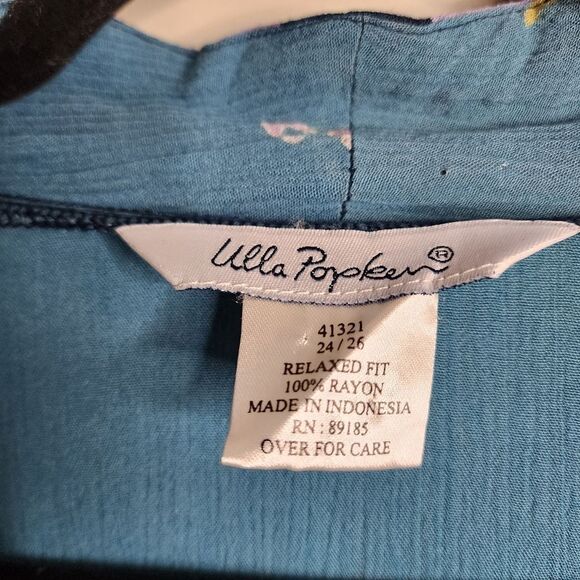 Ulla Popken®
41321
24/26
RELAXED FIT
100% RAYON
MADE IN INDONESIA
RN : 89185
OVER FOR CARE